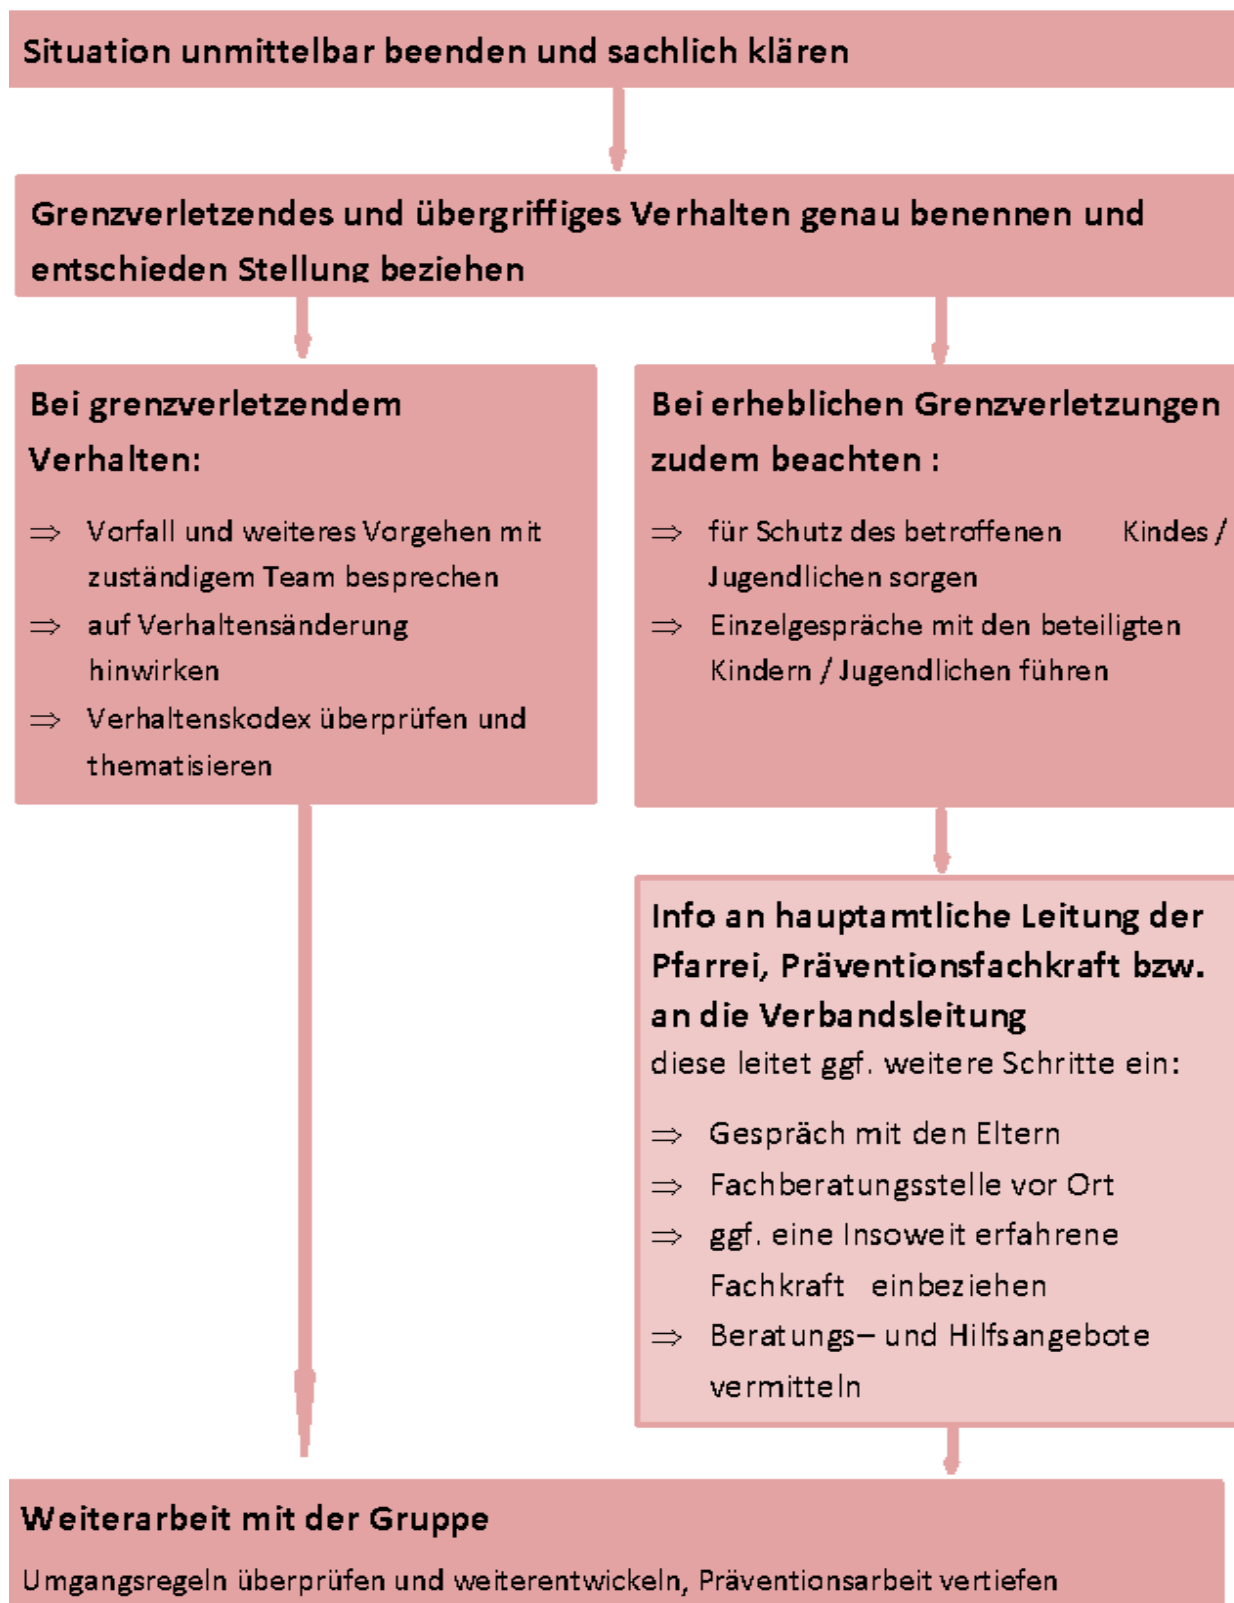 Situation unmittelbar beenden und sachlich klären
Grenzverletzendes und übergriffiges Verhalten genau benennen und
entschieden Stellung beziehen
Bei grenzverletzendem
Verhalten:
⇒ Vorfall und weiteres Vorgehen mit
zuständigem Team besprechen
⇒ auf Verhaltensänderung
hinwirken
⇒ Verhaltenskodex überprüfen und
thematisieren
Bei erheblichen Grenzverletzungen
zudem beachten :
⇒ für Schutz des betroffenen Kindes /
Jugendlichen sorgen
⇒ Einzelgespräche mit den beteiligten
Kindern / Jugendlichen führen
Info an hauptamtliche Leitung der
Pfarrei, Präventionsfachkraft bzw.
an die Verbandsleitung
diese leitet ggf. weitere Schritte ein:
⇒ Gespräch mit den Eltern
⇒ Fachberatungsstelle vor Ort
⇒ ggf. eine Insoweit erfahrene
Fachkraft einbeziehen
⇒ Beratungs– und Hilfsangebote
vermitteln
Weiterarbeit mit der Gruppe
Umgangsregeln überprüfen und weiterentwickeln, Präventionsarbeit vertiefen